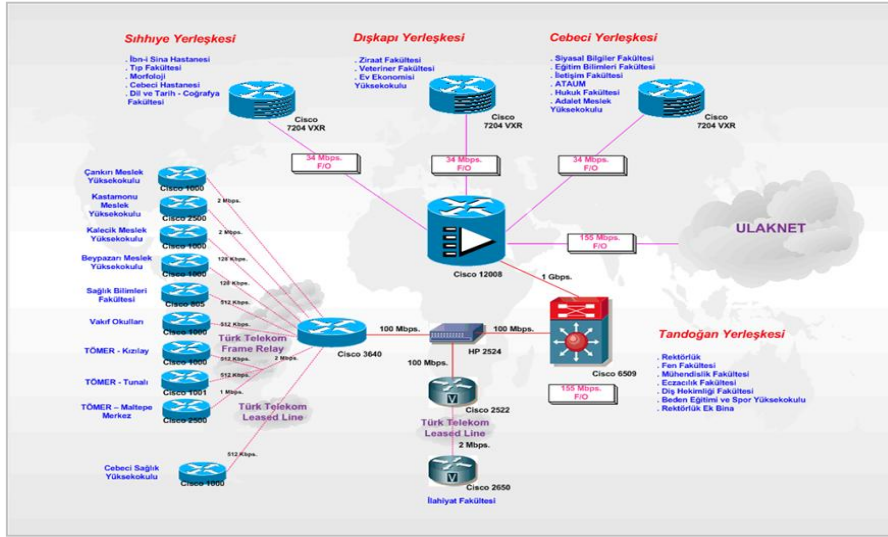 Sıhhıye Yerleşkesi
. İbn-i Sina Hastanesi
. Tıp Fakültesi
. Morfoloji
. Cebeci Hastanesi
. Dil ve Tarih - Coğrafya
Fakültesi
Cisco
7204 VXR
Dışkapı Yerleşkesi
. Ziraat Fakültesi
. Veteriner Fakültesi
. Ev Ekonomisi
Yüksekokulu
Cisco
7204 VXR
Cebeci Yerleşkesi
. Siyasal Bilgiler Fakültesi
. Eğitim Bilimleri Fakültesi
. İletişim Fakültesi
. ATAUM
. Hukuk Fakültesi
. Adalet Meslek
Yüksekokulu
Cisco
7204 VXR
34 Mbps.
F/O
34 Mbps.
F/O
34 Mbps.
F/O
Çankırı Meslek
Yüksekokulu
Cisco 1000
2 Mbps.
Kastamonu
Meslek
Yüksekokulu
Cisco 2500
2 Mbps.
Kalecik Meslek
Yüksekokulu
Cisco 1000
128 Kbps.
Beypazarı Meslek
Yüksekokulu
Cisco 1000
128 Kbps.
Sağlık Bilimleri
Fakültesi
Cisco 805
512 Kbps.
Vakıf Okulları
Cisco 1000
512 Kbps.
TÖMER - Kızılay
Cisco 1000
512 Kbps.
TÖMER - Tunalı
Cisco 1001
512 Kbps.
TÖMER – Maltepe
Merkez
Cisco 2500
1 Mbps.
2 Mbps.
Türk Telekom
Frame Relay
Türk Telekom
Leased Line
Cebeci Sağlık
Yüksekokulu
Cisco 1000
512 Kbps.
Cisco 3640
100 Mbps.
HP 2524
100 Mbps.
100 Mbps.
Cisco 2522
Türk Telekom
Leased Line
2 Mbps.
Cisco 2650
İlahiyat Fakültesi
Cisco 12008
155 Mbps.
F/O
ULAKNET
1 Gbps.
Cisco 6509
155 Mbps.
F/O
Tandoğan Yerleşkesi
. Rektörlük
. Fen Fakültesi
. Mühendislik Fakültesi
. Eczacılık Fakültesi
. Diş Hekimliği Fakültesi
. Beden Eğitimi ve Spor Yüksekokulu
. Rektörlük Ek Bina